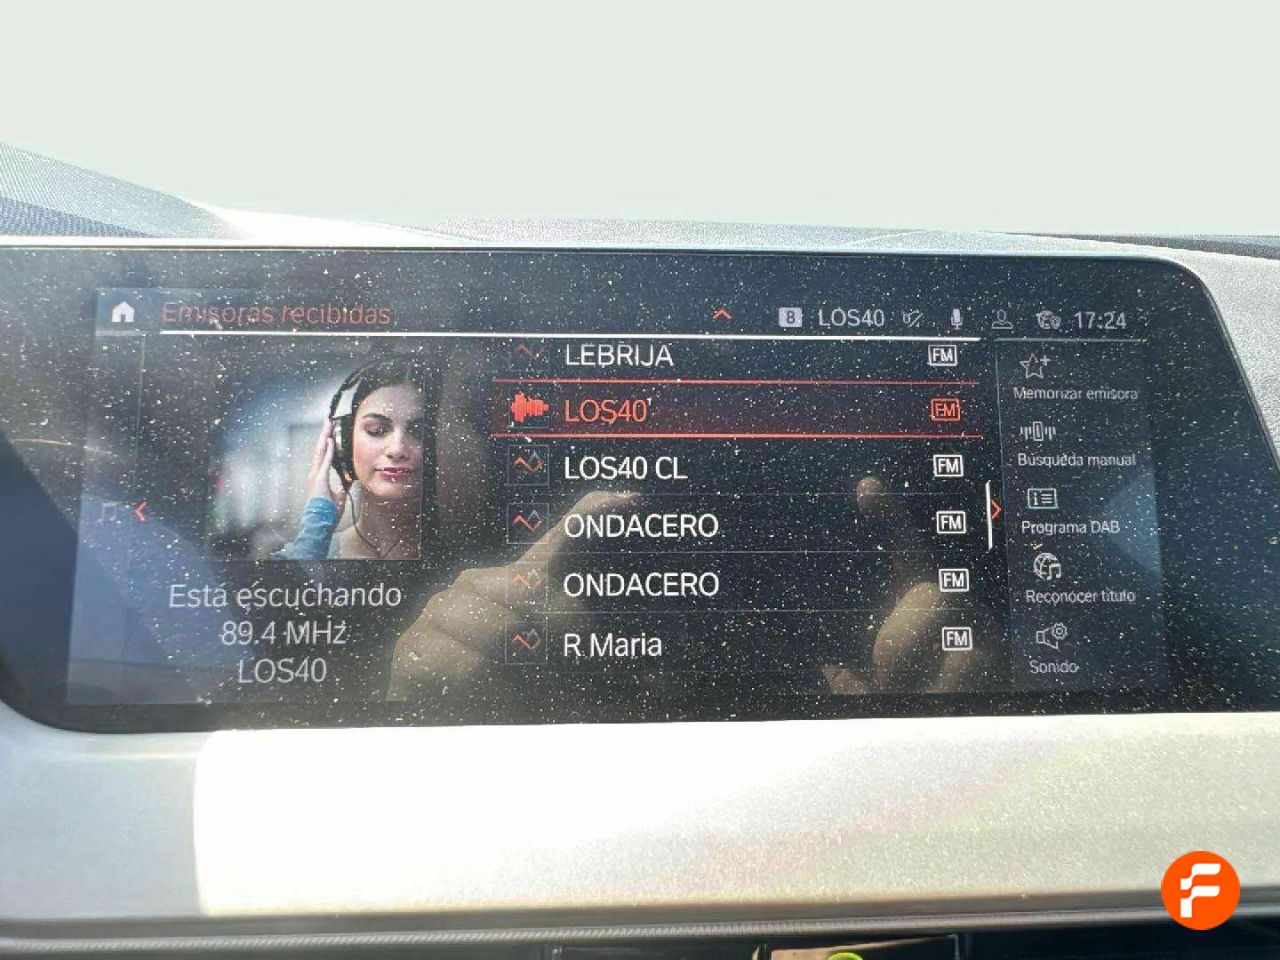 Emisoras recibidas
8 LOS40 17:24
LEBRIJA FM
LOS40 FM
LOS40 CL FM
ONDACERO FM
ONDACERO FM
R Maria FM
Está escuchando
89.4 MHz
LOS40
Memorizar emisora
Búsqueda manual
Programa DAB
Reconocer título
Sonido